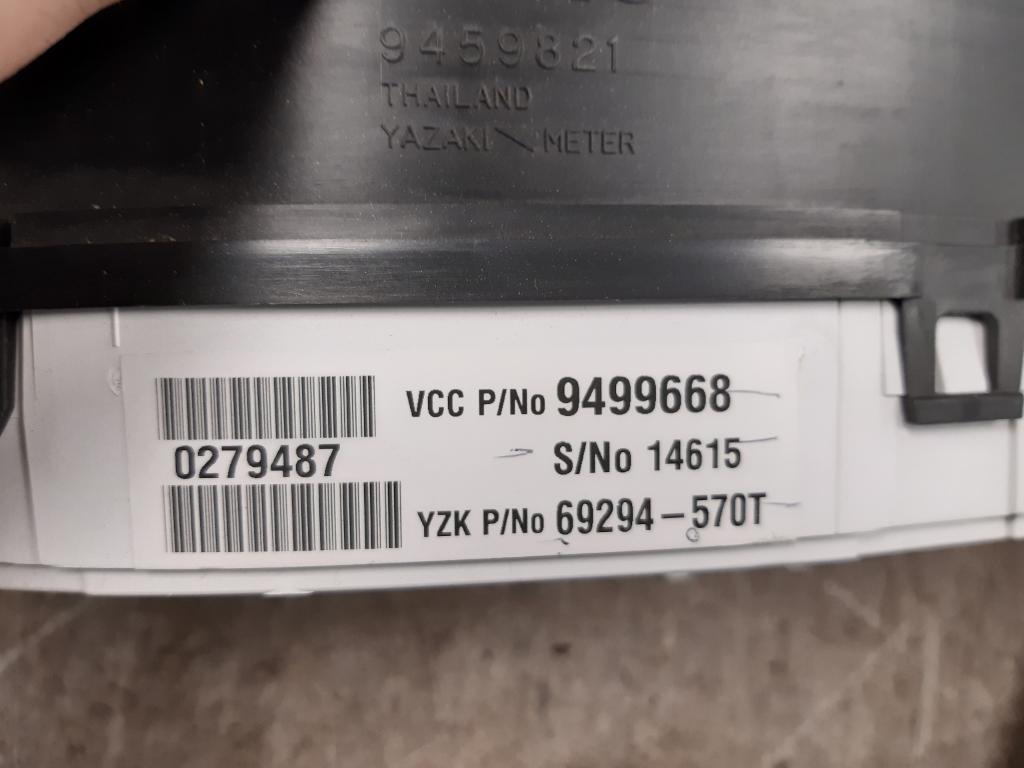 9459821
THAILAND
YAZAKI METER
VCC P/No 9499668
0279487
S/No 14615
YZK P/No 69294-570T